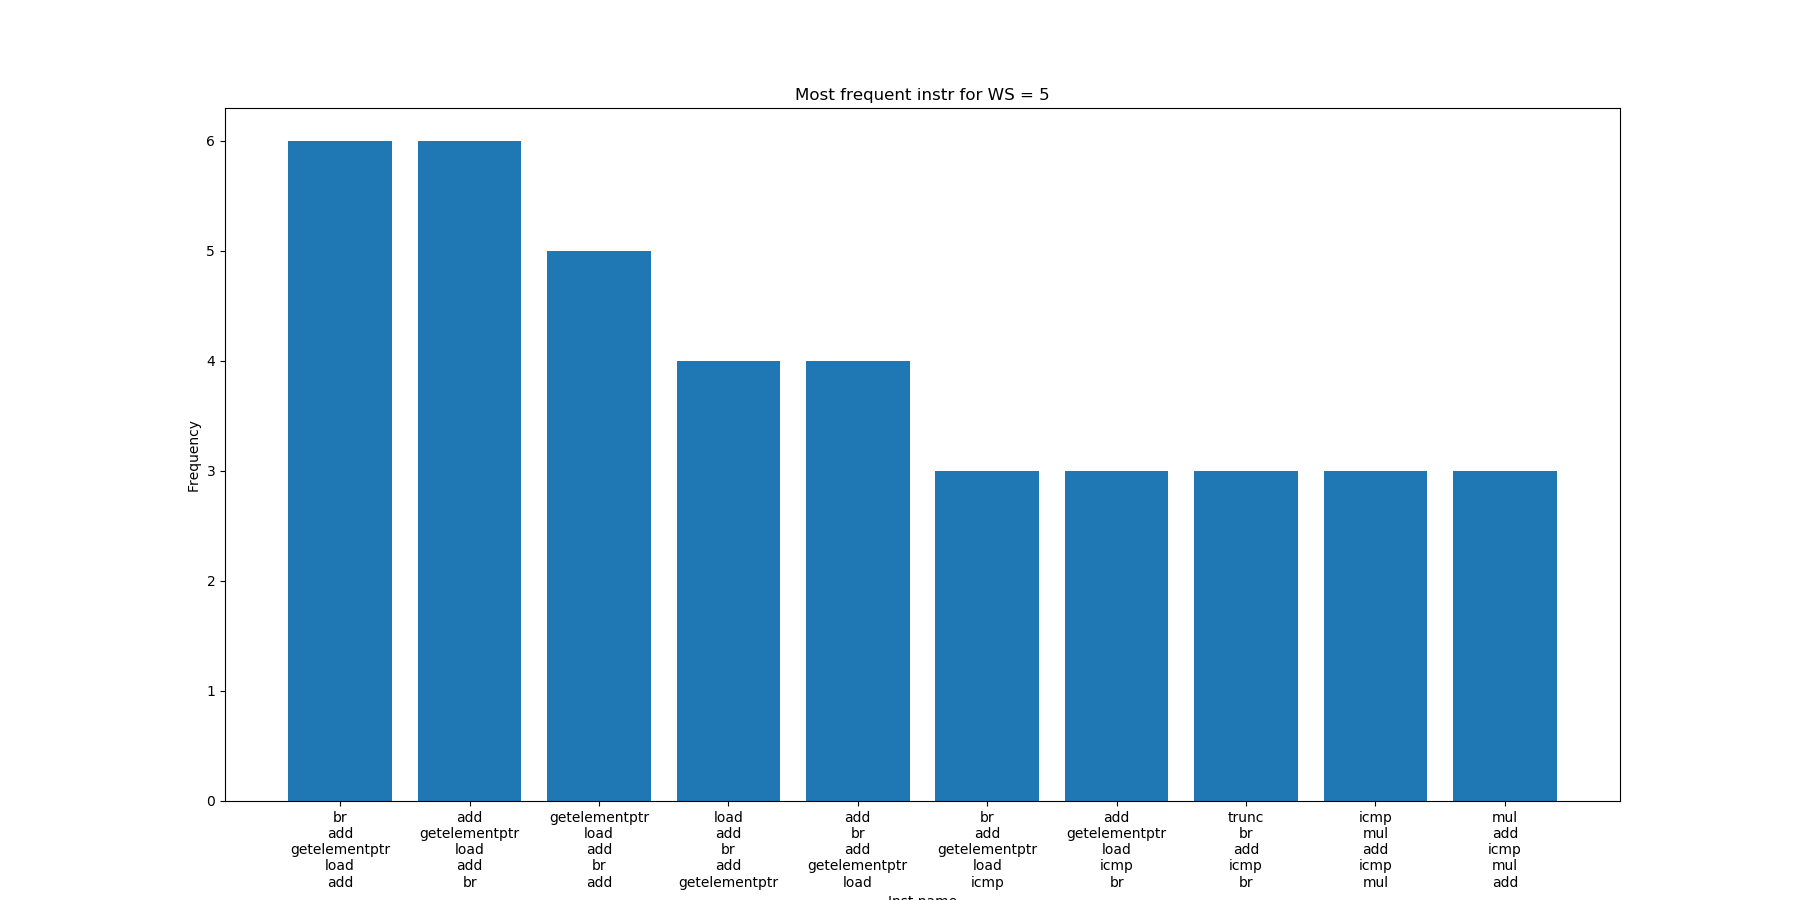 Most frequent instr for WS = 5
Frequency
6
5
4
3
2
1
0
br
add
getelementptr
load
add
add
getelementptr
load
add
br
getelementptr
load
add
br
add
load
add
br
add
getelementptr
add
br
add
getelementptr
load
br
add
getelementptr
load
icmp
add
getelementptr
load
icmp
br
trunc
br
add
icmp
br
icmp
mul
add
icmp
mul
mul
add
icmp
mul
add
Inst name